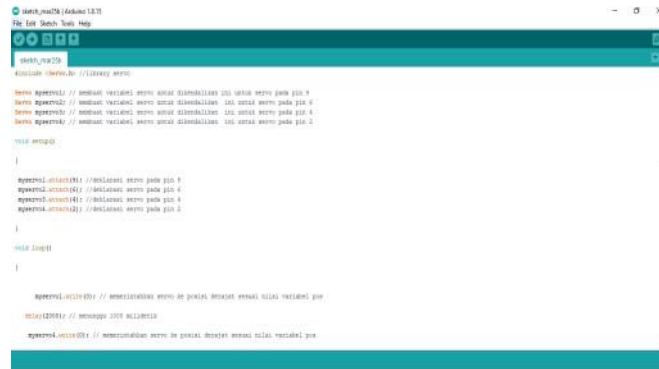 sketch_mar25b | Arduino 1.8.15
File Edit Sketch Tools Help
sketch_mar25b
#include <Servo.h> //library servo
Servo myservo1; // membuat variabel servo untuk dikendalikan ini untuk servo pada pin 9
Servo myservo2; // membuat variabel servo untuk dikendalikan ini untuk servo pada pin 6
Servo myservo3; // membuat variabel servo untuk dikendalikan ini untuk servo pada pin 4
Servo myservo4; // membuat variabel servo untuk dikendalikan ini untuk servo pada pin 2
void setup()
{
myservo1.attach(9); //deklarasi servo pada pin 9
myservo2.attach(6); //deklarasi servo pada pin 6
myservo3.attach(4); //deklarasi servo pada pin 4
myservo4.attach(2); //deklarasi servo pada pin 2
}
void loop()
{
myservo1.write(0); // memerintahkan servo ke posisi derajat sesuai nilai variabel pos
delay(2000); // menunggu 2000 milidetik
myservo4.write(0); // memerintahkan servo ke posisi derajat sesuai nilai variabel pos